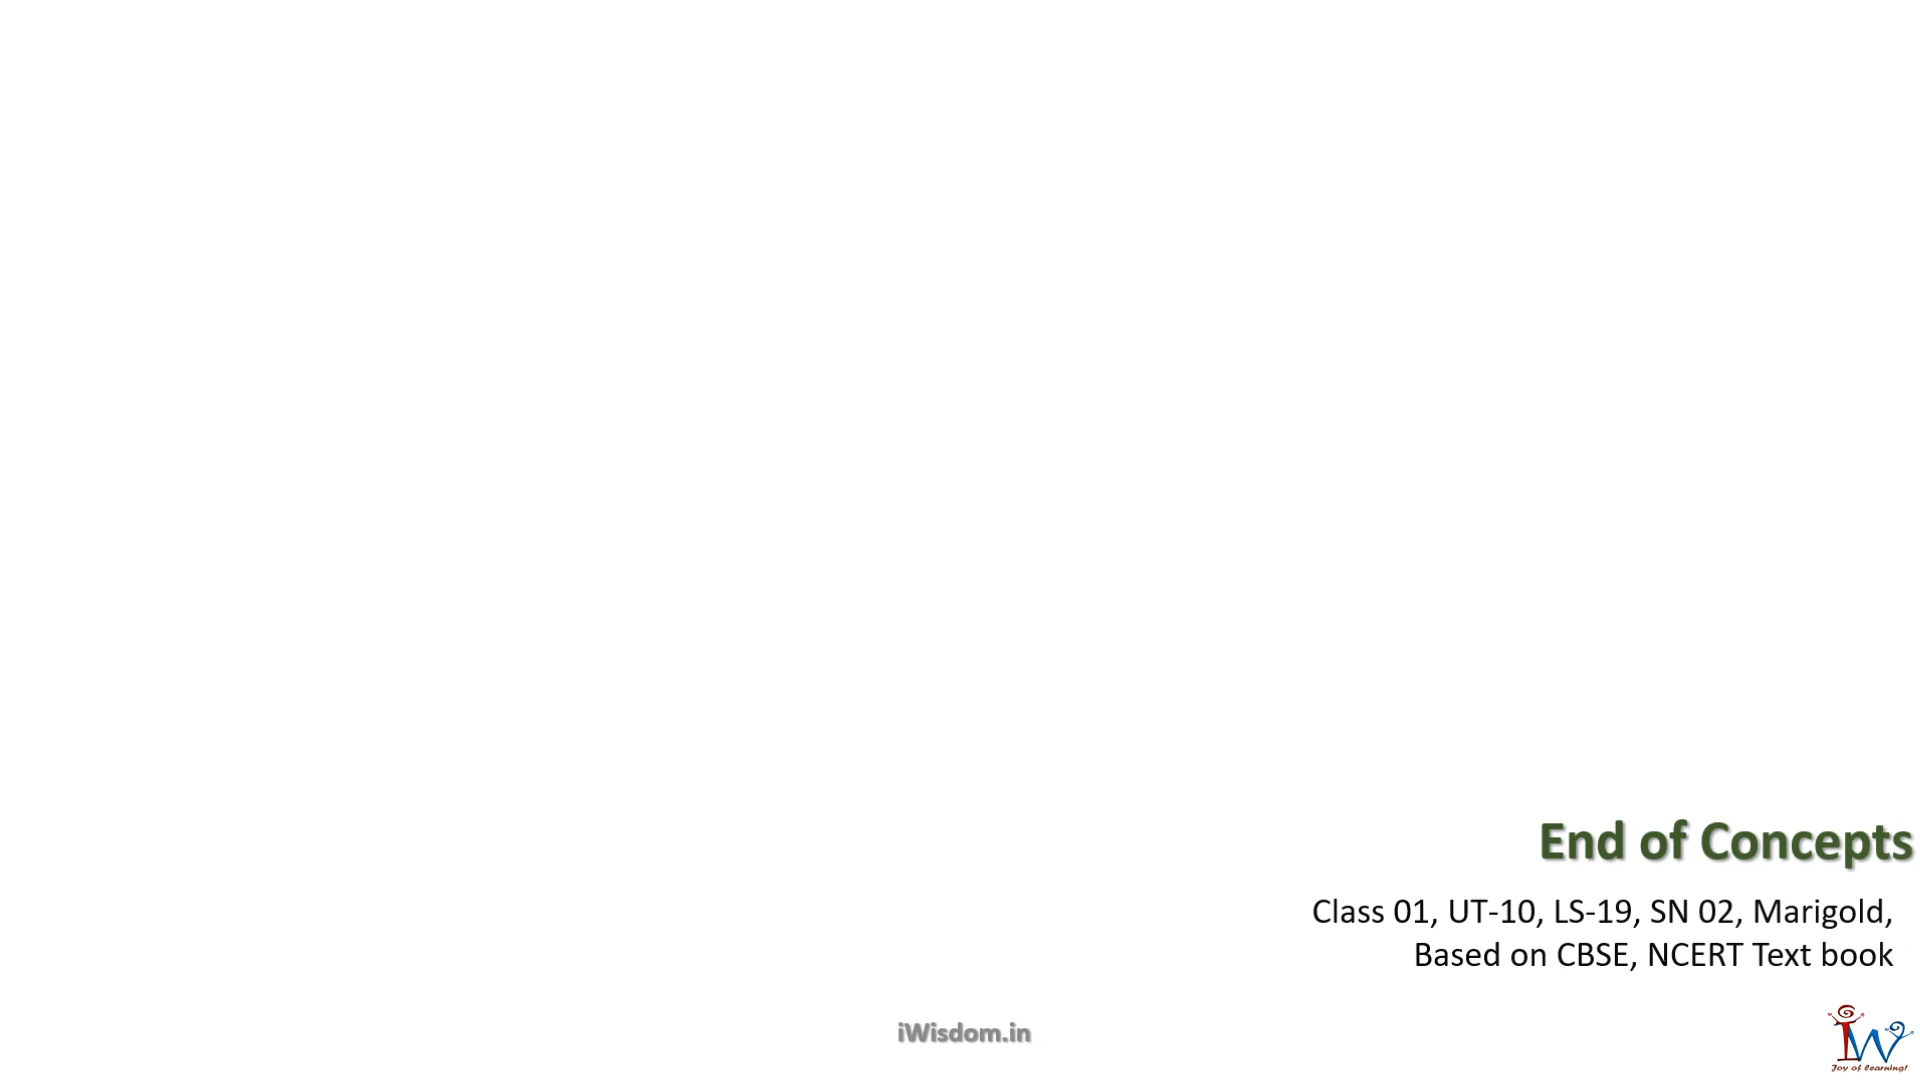 End of Concepts
Class 01, UT-10, LS-19, SN 02, Marigold,
Based on CBSE, NCERT Text book
iWisdom.in
IW
Joy of learning!